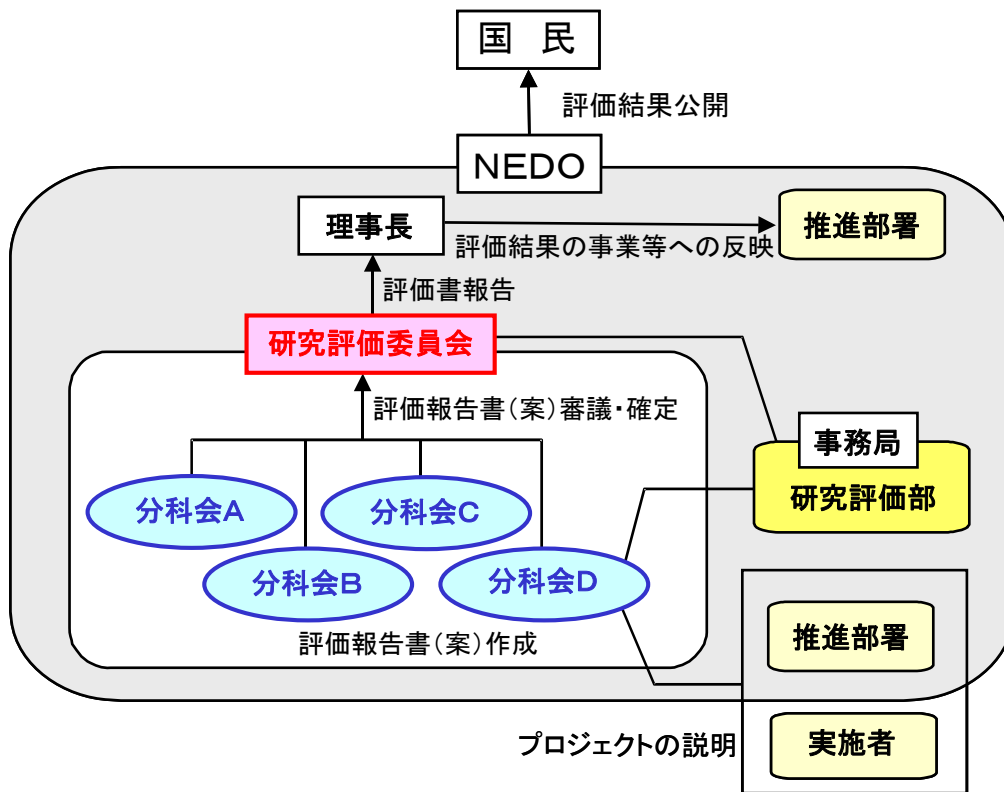 国　民
評価結果公開
ＮＥＤＯ
理事長
推進部署
評価結果の事業等への反映
評価書報告
研究評価委員会
評価報告書（案）審議・確定
事務局
研究評価部
分科会Ａ
分科会Ｃ
分科会Ｂ
分科会Ｄ
評価報告書（案）作成
推進部署
プロジェクトの説明
実施者